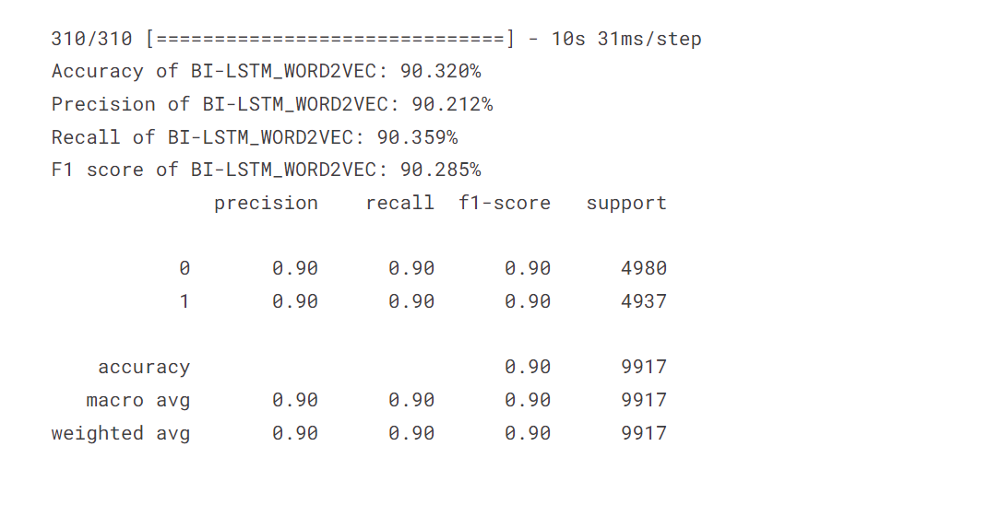 310/310 [==============================] - 10s 31ms/step
Accuracy of BI-LSTM_WORD2VEC: 90.320%
Precision of BI-LSTM_WORD2VEC: 90.212%
Recall of BI-LSTM_WORD2VEC: 90.359%
F1 score of BI-LSTM_WORD2VEC: 90.285%
precision recall f1-score support
0 0.90 0.90 0.90 4980
1 0.90 0.90 0.90 4937
accuracy 0.90 9917
macro avg 0.90 0.90 0.90 9917
weighted avg 0.90 0.90 0.90 9917